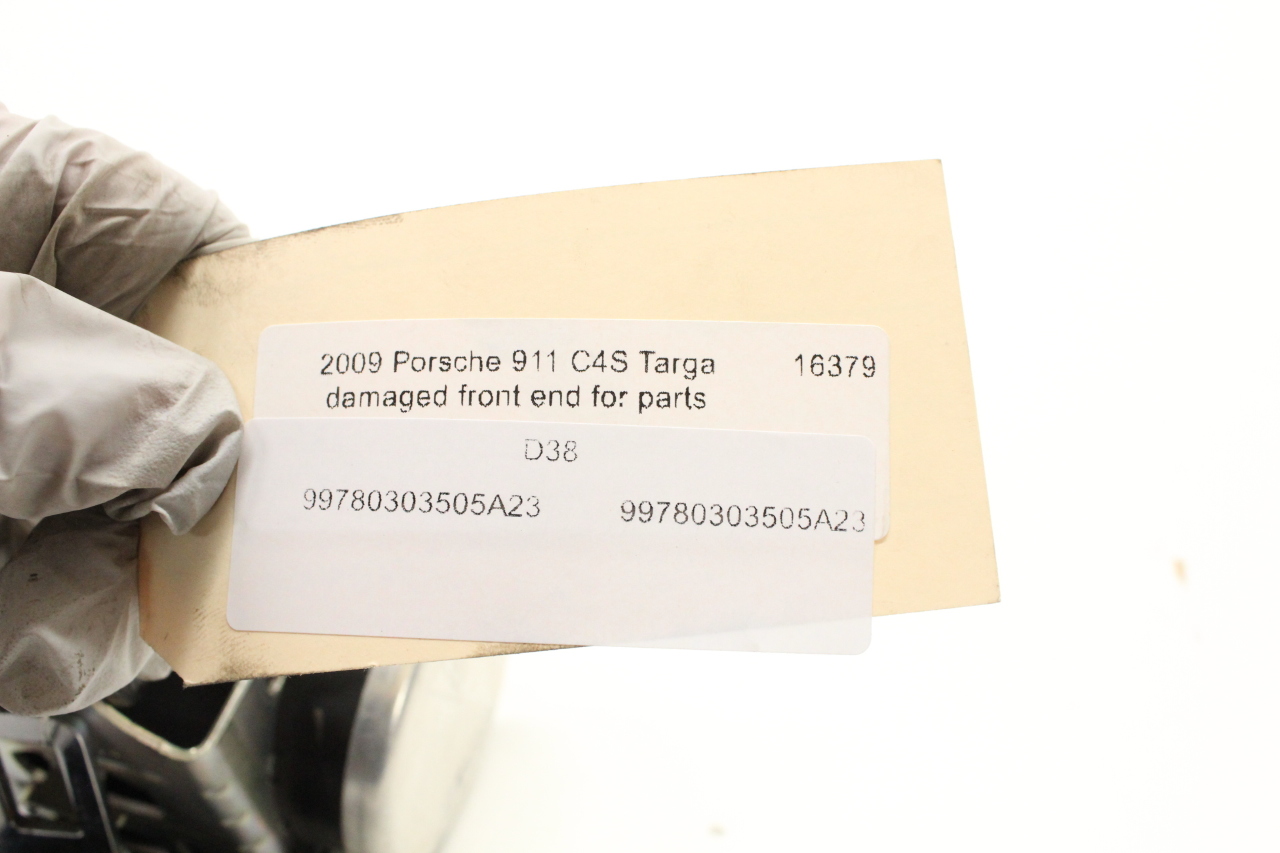 2009 Porsche 911 C4S Targa 16379
damaged front end for parts
D38
99780303505A23 99780303505A23